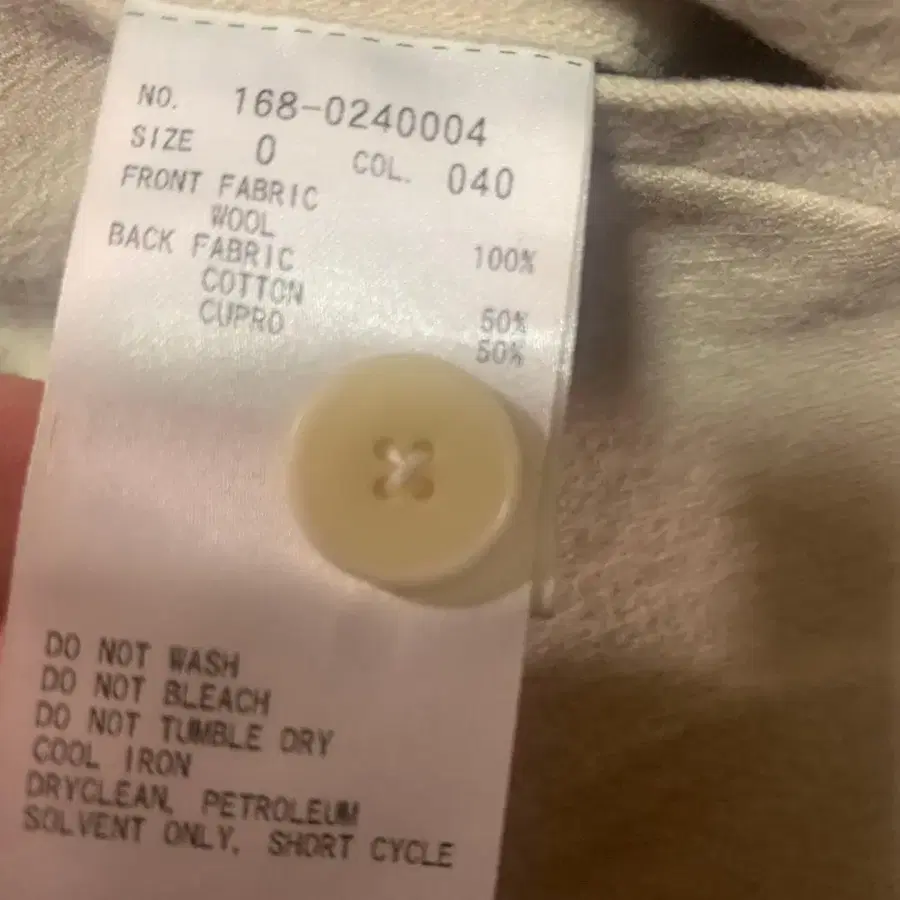 NO. 168-0240004
SIZE 0 COL. 040
FRONT FABRIC
WOOL 100%
BACK FABRIC
COTTON 50%
CUPRO 50%
DO NOT WASH
DO NOT BLEACH
DO NOT TUMBLE DRY
COOL IRON
DRYCLEAN, PETROLEUM
SOLVENT ONLY, SHORT CYCLE